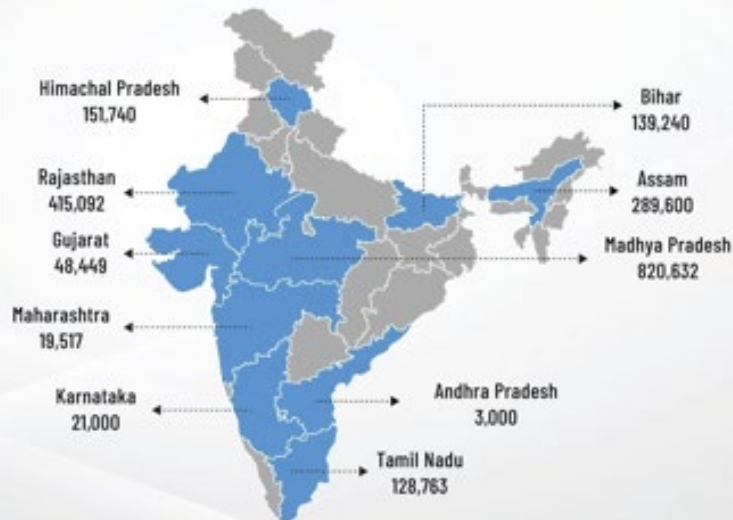 Himachal Pradesh
151,740
Bihar
139,240
Rajasthan
415,092
Assam
289,600
Gujarat
48,449
Madhya Pradesh
820,632
Maharashtra
19,517
Karnataka
21,000
Andhra Pradesh
3,000
Tamil Nadu
128,763